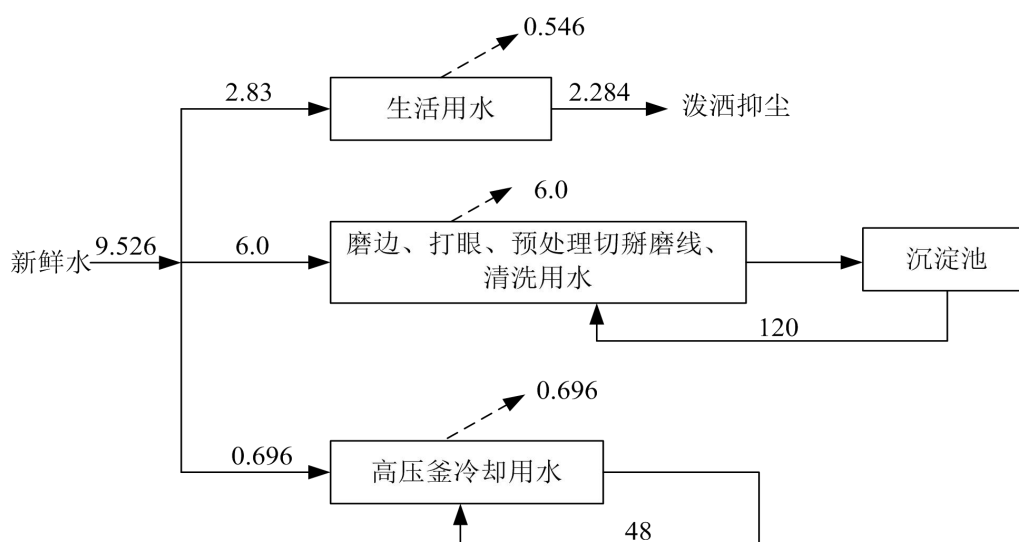 0.546
2.83
生活用水
2.284
泼洒抑尘
6.0
新鲜水
9.526
6.0
磨边、打眼、预处理切掰磨线、
清洗用水
沉淀池
120
0.696
0.696
高压釜冷却用水
48